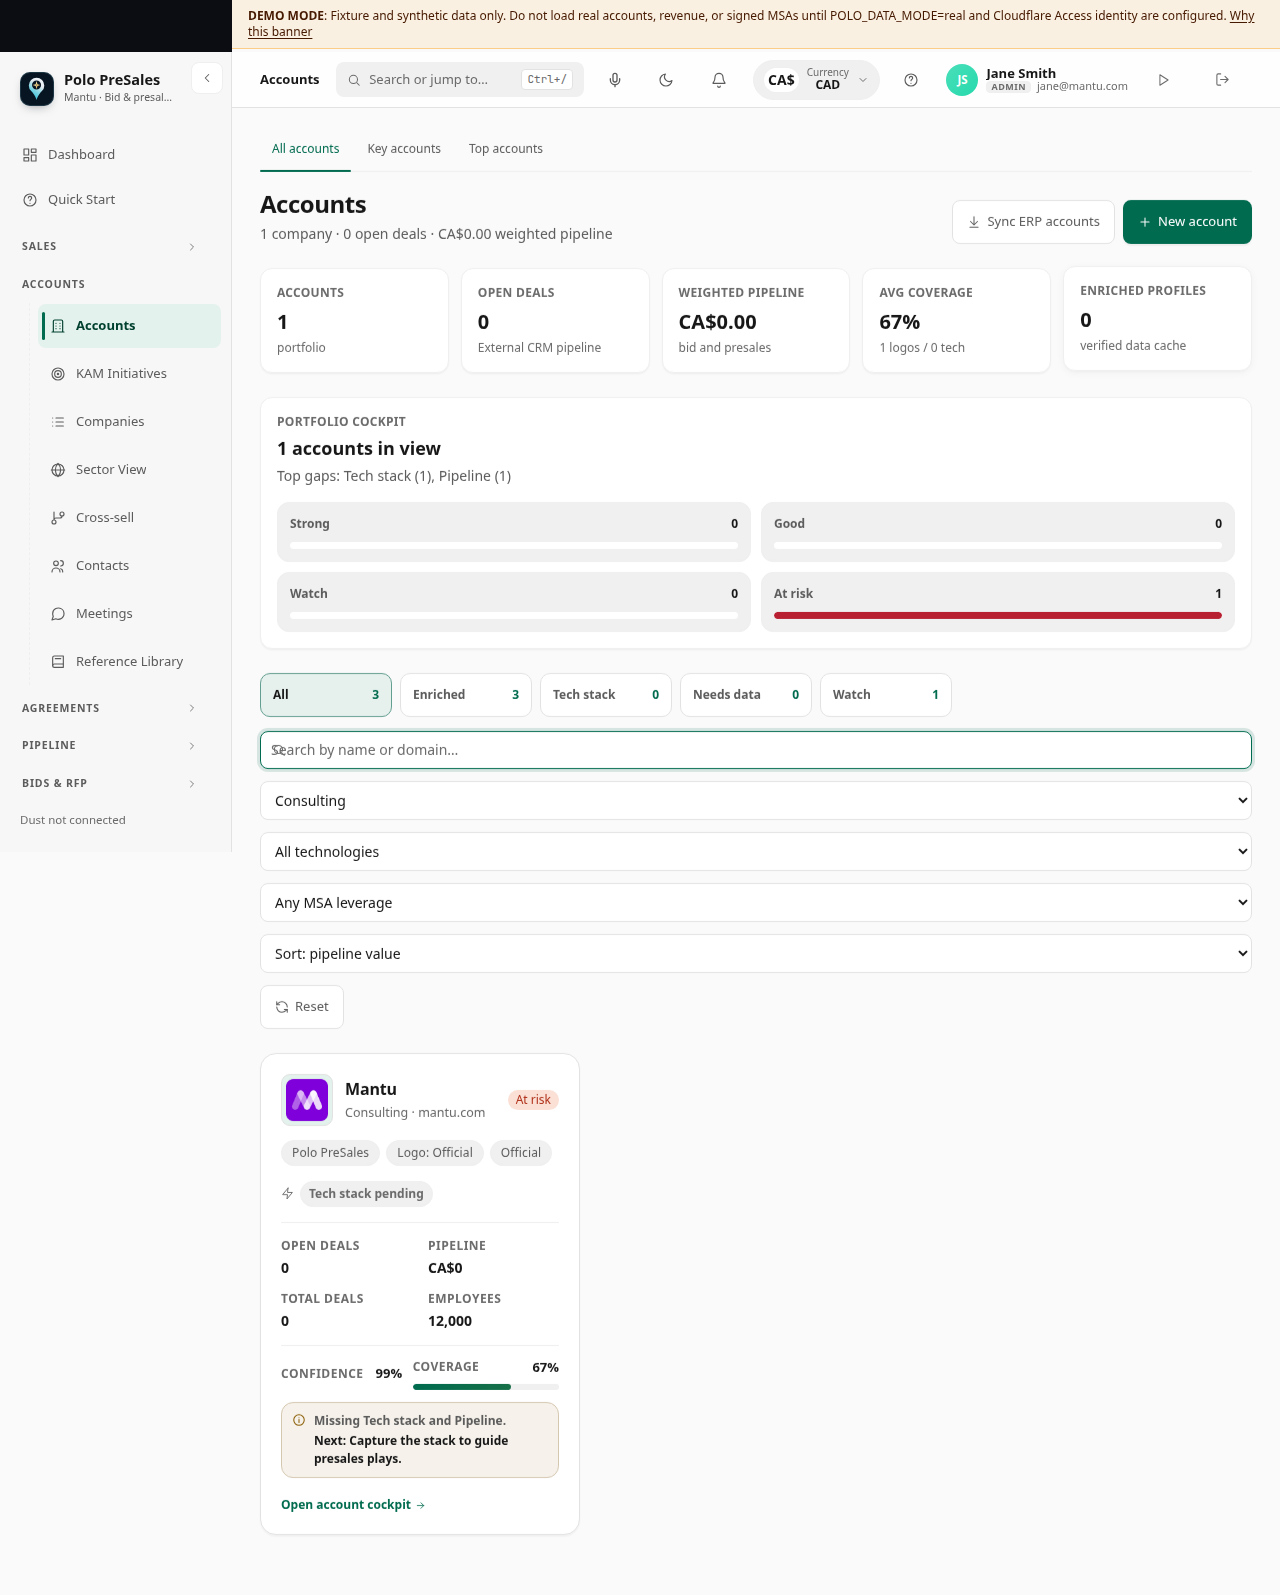 DEMO MODE: Fixture and synthetic data only. Do not load real accounts, revenue, or signed MSAs until POLO_DATA_MODE=real and Cloudflare Access identity are configured. Why
this banner
Polo PreSales
Mantu · Bid & presal...
Accounts
Search or jump to...
Ctrl+/
CA$
Currency
CAD
JS
Jane Smith
ADMIN
jane@mantu.com
Dashboard
Quick Start
SALES
ACCOUNTS
Accounts
KAM Initiatives
Companies
Sector View
Cross-sell
Contacts
Meetings
Reference Library
AGREEMENTS
PIPELINE
BIDS & RFP
Dust not connected
All accounts
Key accounts
Top accounts
Accounts
1 company · 0 open deals · CA$0.00 weighted pipeline
Sync ERP accounts
New account
ACCOUNTS
1
portfolio
OPEN DEALS
0
External CRM pipeline
WEIGHTED PIPELINE
CA$0.00
bid and presales
AVG COVERAGE
67%
1 logos / 0 tech
ENRICHED PROFILES
0
verified data cache
PORTFOLIO COCKPIT
1 accounts in view
Top gaps: Tech stack (1), Pipeline (1)
Strong 0
Good 0
Watch 0
At risk 1
All 3
Enriched 3
Tech stack 0
Needs data 0
Watch 1
Search by name or domain...
Consulting
All technologies
Any MSA leverage
Sort: pipeline value
Reset
Mantu
Consulting · mantu.com
At risk
Polo PreSales
Logo: Official
Official
Tech stack pending
OPEN DEALS
0
PIPELINE
CA$0
TOTAL DEALS
0
EMPLOYEES
12,000
CONFIDENCE 99%
COVERAGE 67%
Missing Tech stack and Pipeline.
Next: Capture the stack to guide
presales plays.
Open account cockpit →